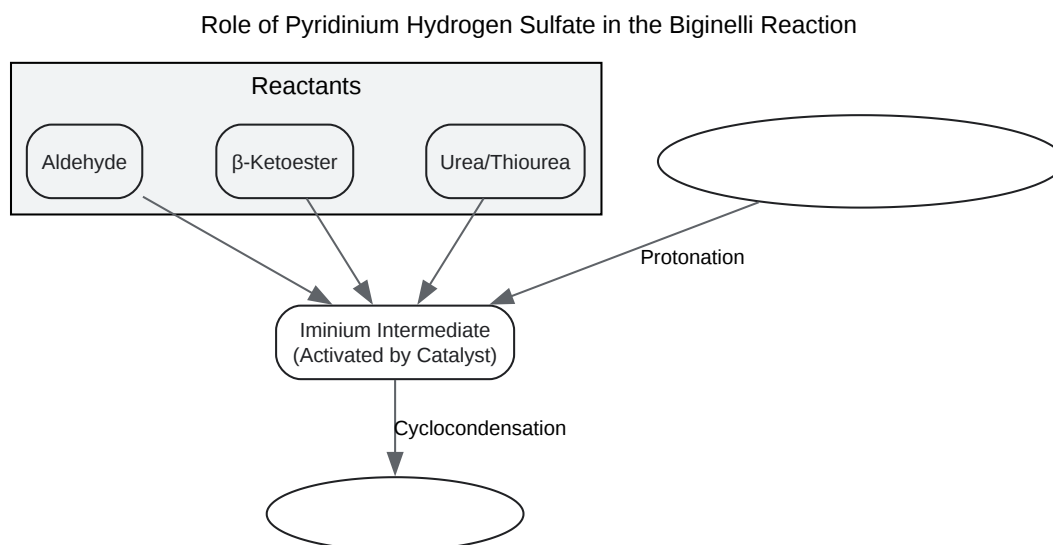 Role of Pyridinium Hydrogen Sulfate in the Biginelli Reaction
Reactants
Aldehyde
β-Ketoester
Urea/Thiourea
Protonation
Iminium Intermediate
(Activated by Catalyst)
Cyclocondensation